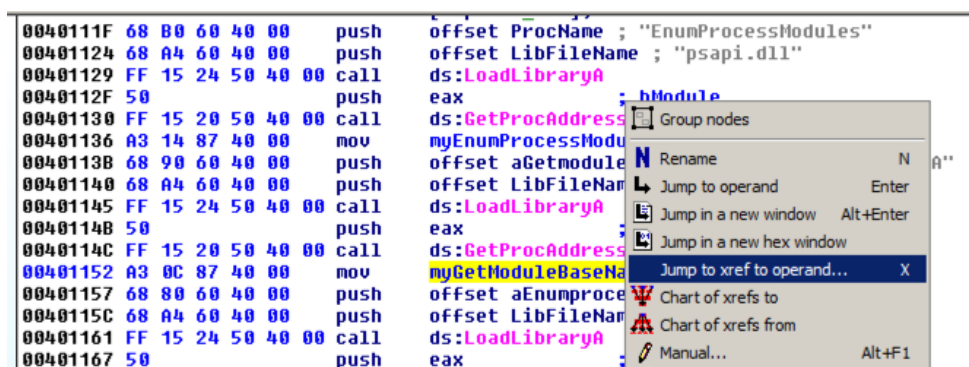 0040111F 68 B0 60 40 00 push offset ProcName ; "EnumProcessModules"
00401124 68 A4 60 40 00 push offset LibFileName ; "psapi.dll"
00401129 FF 15 24 50 40 00 call ds:LoadLibraryA
0040112F 50 push eax ; hModule
00401130 FF 15 20 50 40 00 call ds:GetProcAddress
Group nodes
00401136 A3 14 87 40 00 mov myEnumProcessModu
0040113B 68 90 60 40 00 push offset aGetmodule A"
Rename N
00401140 68 A4 60 40 00 push offset LibFileNam
Jump to operand Enter
00401145 FF 15 24 50 40 00 call ds:LoadLibraryA
Jump in a new window Alt+Enter
0040114B 50 push eax ;
Jump in a new hex window
0040114C FF 15 20 50 40 00 call ds:GetProcAddress
00401152 A3 0C 87 40 00 mov myGetModuleBaseNa
Jump to xref to operand... X
00401157 68 80 60 40 00 push offset aEnumproce
Chart of xrefs to
0040115C 68 A4 60 40 00 push offset LibFileNam
Chart of xrefs from
00401161 FF 15 24 50 40 00 call ds:LoadLibraryA
Manual... Alt+F1
00401167 50 push eax ;